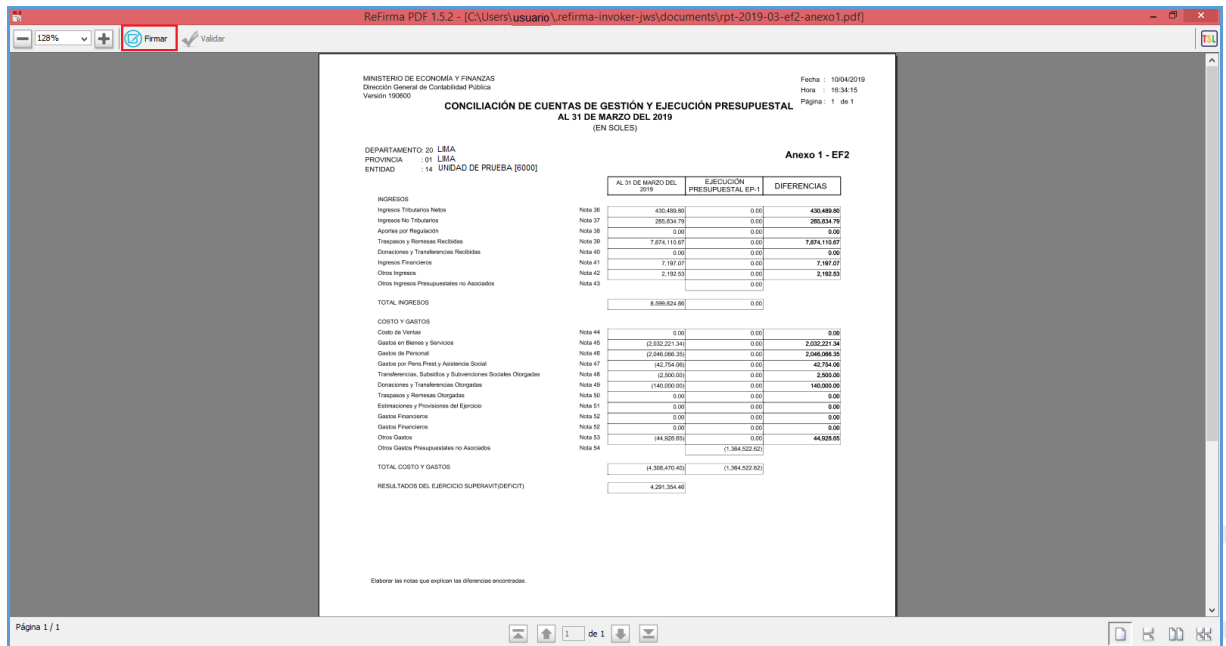 ReFirma PDF 1.5.2 - [C:\Users\usuario\.refirma-invoker-jws\documents\rpt-2019-03-ef2-anexo1.pdf]
128% Firmar Validar TSL
MINISTERIO DE ECONOMÍA Y FINANZAS Fecha : 10/04/2019
Dirección General de Contabilidad Pública Hora : 16:34:15
Versión 190600 Página : 1 de 1
CONCILIACIÓN DE CUENTAS DE GESTIÓN Y EJECUCIÓN PRESUPUESTAL
AL 31 DE MARZO DEL 2019
(EN SOLES)
DEPARTAMENTO: 20 LIMA
PROVINCIA : 01 LIMA
ENTIDAD : 14 UNIDAD DE PRUEBA [6000]
Anexo 1 - EF2
AL 31 DE MARZO DEL 2019 EJECUCIÓN PRESUPUESTAL EP-1 DIFERENCIAS
INGRESOS
Ingresos Tributarios Netos Nota 36 430,489.80 0.00 430,489.80
Ingresos No Tributarios Nota 37 285,834.79 0.00 285,834.79
Aportes por Regulación Nota 38 0.00 0.00 0.00
Traspasos y Remesas Recibidas Nota 39 7,874,110.67 0.00 7,874,110.67
Donaciones y Transferencias Recibidas Nota 40 0.00 0.00 0.00
Ingresos Financieros Nota 41 7,197.07 0.00 7,197.07
Otros Ingresos Nota 42 2,192.53 0.00 2,192.53
Otros Ingresos Presupuestales no Asociados Nota 43 0.00
TOTAL INGRESOS 8,599,824.86 0.00
COSTO Y GASTOS
Costo de Ventas Nota 44 0.00 0.00 0.00
Gastos en Bienes y Servicios Nota 45 (2,032,221.34) 0.00 2,032,221.34
Gastos de Personal Nota 46 (2,046,066.35) 0.00 2,046,066.35
Gastos por Pens.Prest.y Asistencia Social Nota 47 (42,754.06) 0.00 42,754.06
Transferencias, Subsidios y Subvenciones Sociales Otorgadas Nota 48 (2,500.00) 0.00 2,500.00
Donaciones y Transferencias Otorgadas Nota 49 (140,000.00) 0.00 140,000.00
Traspasos y Remesas Otorgadas Nota 50 0.00 0.00 0.00
Estimaciones y Provisiones del Ejercicio Nota 51 0.00 0.00 0.00
Gastos Financieros Nota 52 0.00 0.00 0.00
Gastos Financieros Nota 52 0.00 0.00 0.00
Otros Gastos Nota 53 (44,928.65) 0.00 44,928.65
Otros Gastos Presupuestales no Asociados Nota 54 (1,364,522.62)
TOTAL COSTO Y GASTOS (4,308,470.40) (1,364,522.62)
RESULTADOS DEL EJERCICIO SUPERAVIT(DEFICIT) 4,291,354.46
Elaborar las notas que explican las diferencias encontradas.
Página 1 / 1 1 de 1